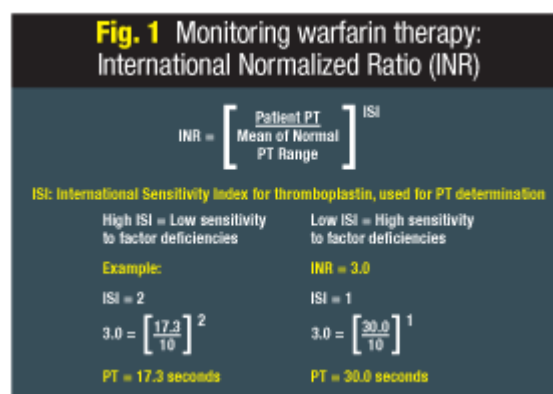 Fig. 1 Monitoring warfarin therapy:
International Normalized Ratio (INR)
INR = [Patient PT / Mean of Normal PT Range] ISI
ISI: International Sensitivity Index for thromboplastin, used for PT determination
High ISI = Low sensitivity
to factor deficiencies
Example:
ISI = 2
3.0 = [17.3 / 10] 2
PT = 17.3 seconds
Low ISI = High sensitivity
to factor deficiencies
INR = 3.0
ISI = 1
3.0 = [30.0 / 10] 1
PT = 30.0 seconds